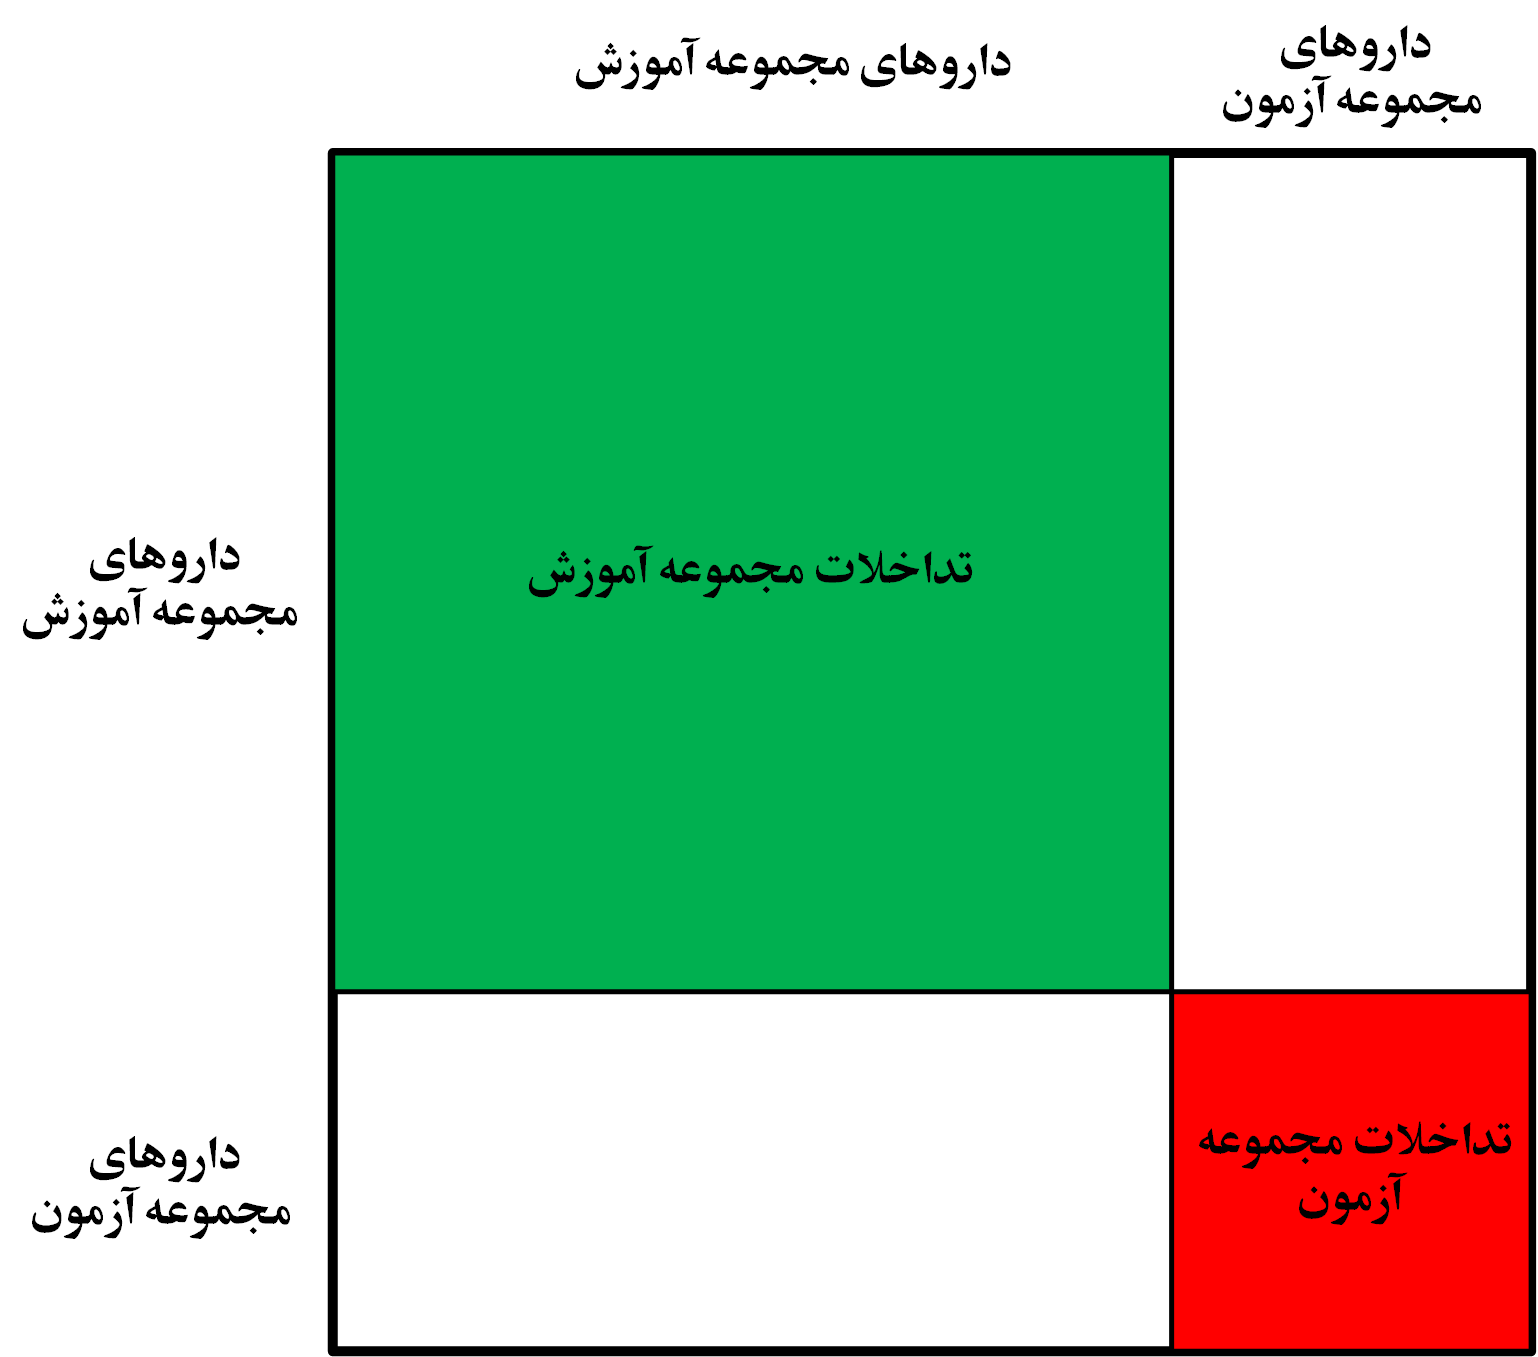 داروهای مجموعه آموزش
داروهای
مجموعه آزمون
داروهای
مجموعه آموزش
تداخلات مجموعه آموزش
داروهای
مجموعه آزمون
تداخلات مجموعه
آزمون